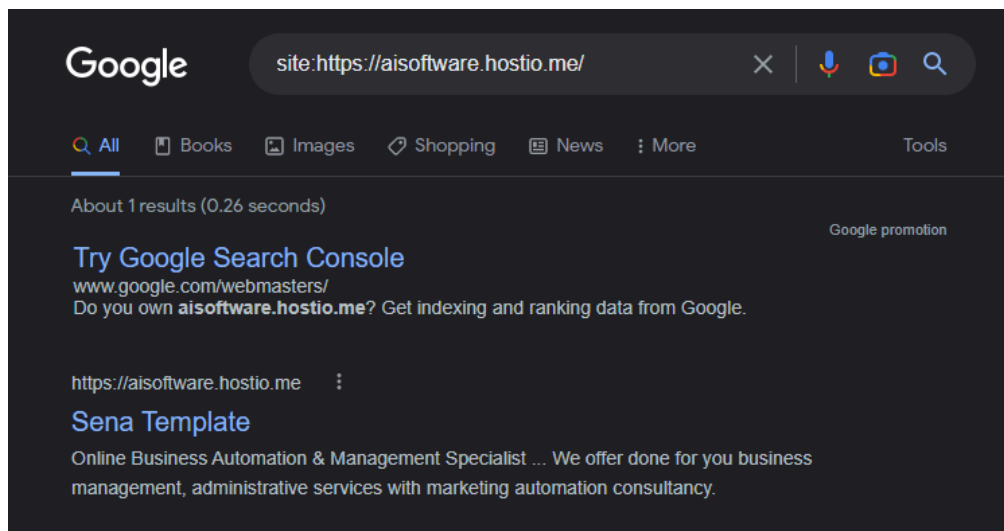 Google
site:https://aisoftware.hostio.me/
All Books Images Shopping News More Tools
About 1 results (0.26 seconds)
Google promotion
Try Google Search Console
www.google.com/webmasters/
Do you own aisoftware.hostio.me? Get indexing and ranking data from Google.
https://aisoftware.hostio.me
Sena Template
Online Business Automation & Management Specialist ... We offer done for you business
management, administrative services with marketing automation consultancy.